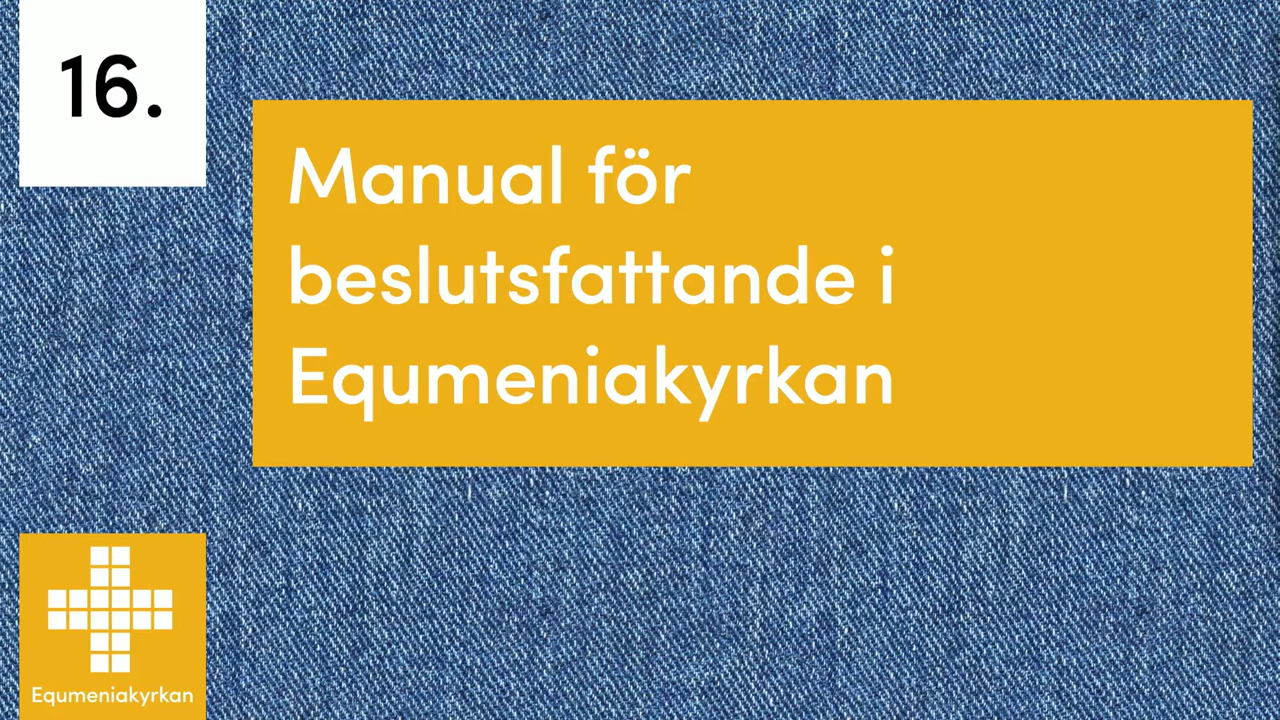 16.
Manual för
beslutsfattande i
Equmeniakyrkan
Equmeniakyrkan